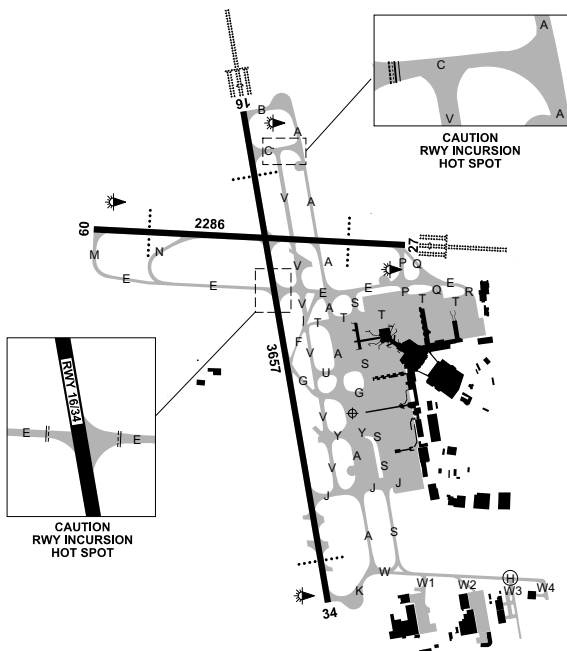 A
C
V
A
CAUTION
RWY INCURSION
HOT SPOT
16
B
A
C
V
A
09
2286
27
M
N
E
E
V
A
P
Q
E
E
S
E
P
Q
R
V
A
T
T
T
T
T
I
F
V
A
S
U
G
G
3657
RWY 16/34
E
E
CAUTION
RWY INCURSION
HOT SPOT
V
Y
Y
S
A
S
V
J
J
J
A
S
W
K
34
W1
W2
H
W3
W4